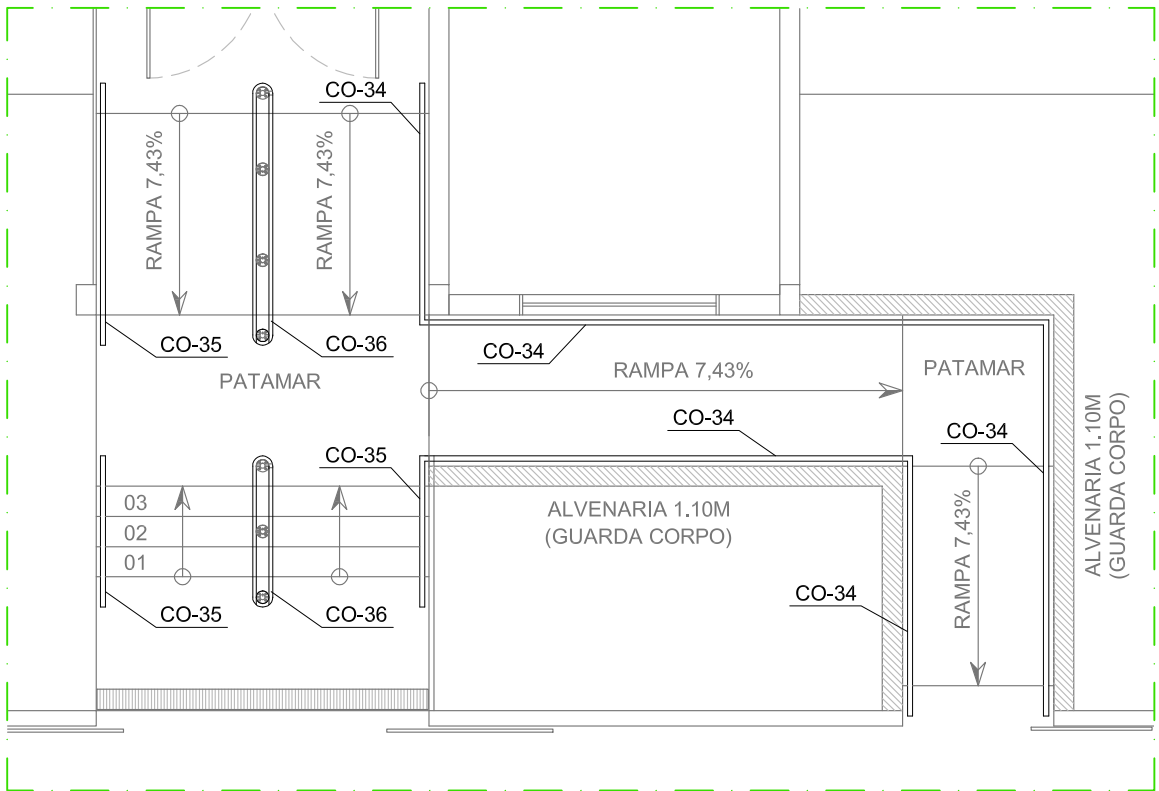 CO-34
RAMPA 7,43%
RAMPA 7,43%
CO-35
CO-36
CO-34
PATAMAR
RAMPA 7,43%
PATAMAR
CO-34
CO-34
ALVENARIA 1.10M
(GUARDA CORPO)
CO-35
03
02
01
ALVENARIA 1.10M
(GUARDA CORPO)
RAMPA 7,43%
CO-34
CO-35
CO-36